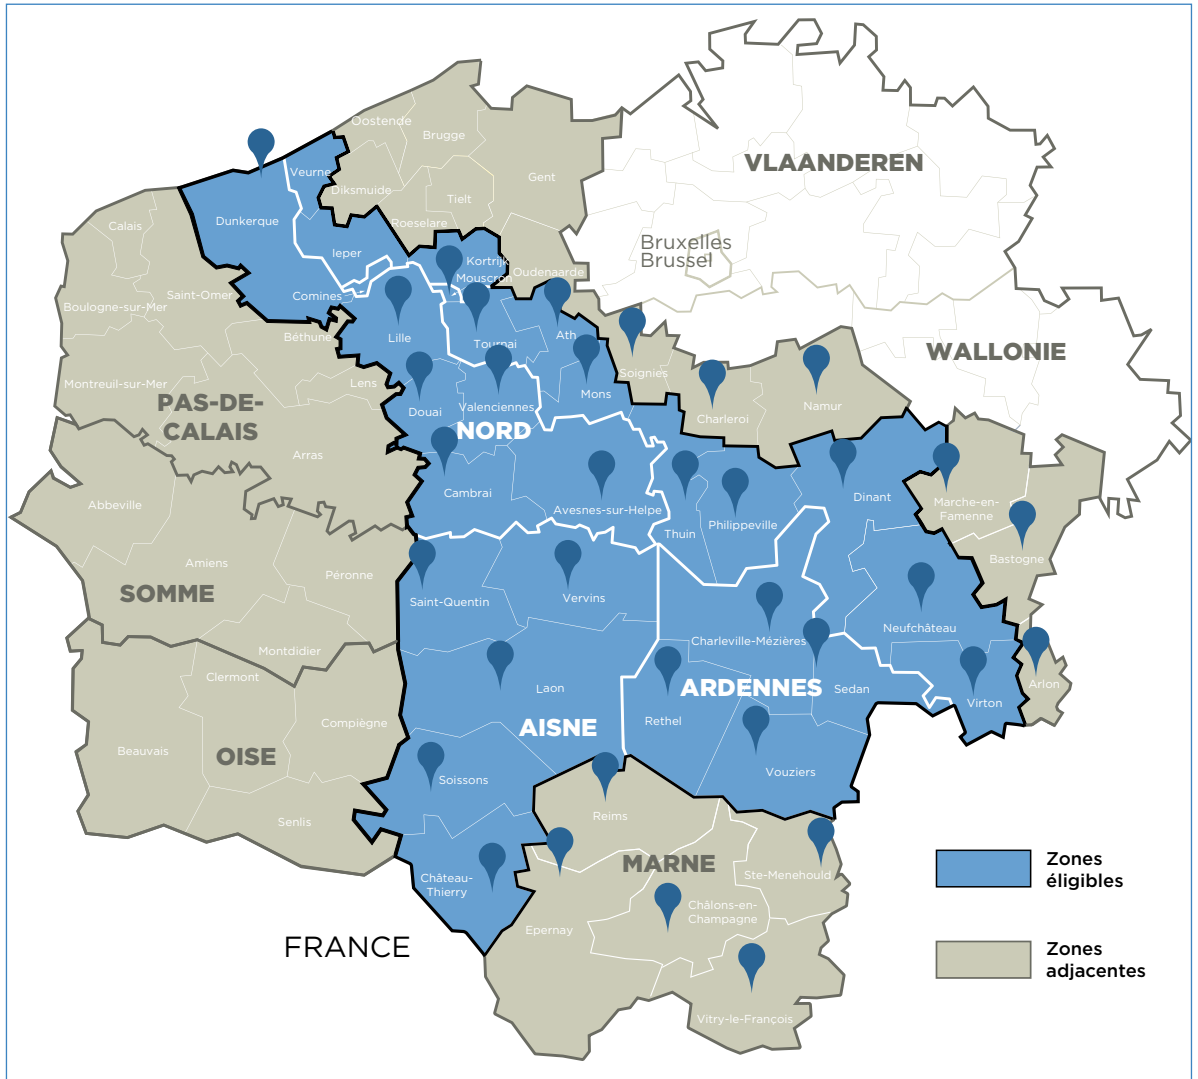 Oostende
Brugge
VLAANDEREN
Veurne
Diksmuide
Gent
Tielt
Calais
Dunkerque
Roeselare
Ieper
Bruxelles
Brussel
Kortrijk
Mouscron
Oudenaarde
Saint-Omer
Comines
Boulogne-sur-Mer
Béthune
Lille
Tournai
Ath
WALLONIE
Soignies
Montreuil-sur-Mer
Lens
Mons
PAS-DE-
CALAIS
Douai
Valenciennes
Charleroi
Namur
NORD
Arras
Abbeville
Cambrai
Avesnes-sur-Helpe
Thuin
Philippeville
Dinant
Marche-en-
Famenne
Bastogne
Amiens
Péronne
SOMME
Saint-Quentin
Vervins
Neufchâteau
Charleville-Mézières
Montdidier
Clermont
Laon
ARDENNES
Sedan
Arlon
Virton
Compiègne
Rethel
AISNE
Beauvais
OISE
Soissons
Vouziers
Senlis
Reims
MARNE
Château-
Thierry
Ste-Menehould
Châlons-en-
Champagne
Epernay
FRANCE
Vitry-le-François
Zones
éligibles
Zones
adjacentes